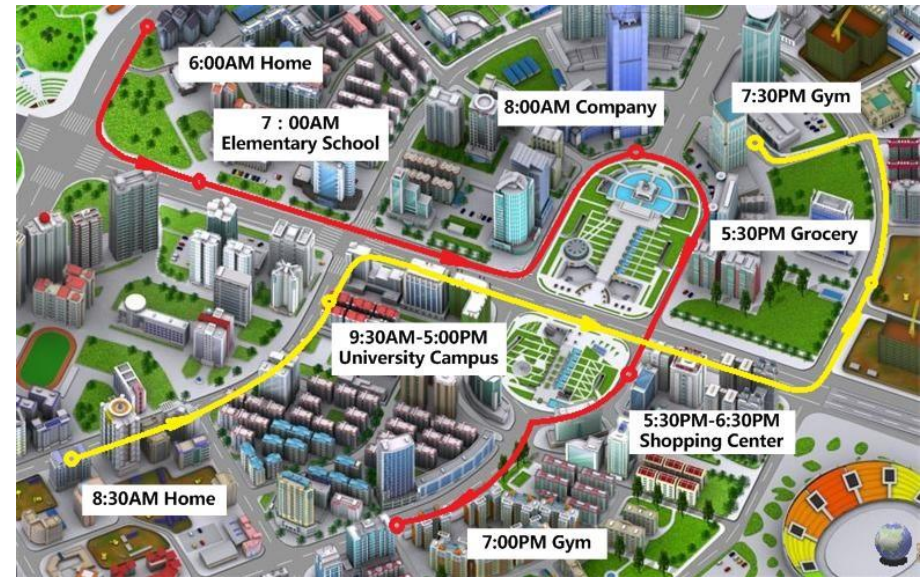 6:00AM Home
7：00AM
Elementary School
8:00AM Company
7:30PM Gym
5:30PM Grocery
9:30AM-5:00PM
University Campus
5:30PM-6:30PM
Shopping Center
8:30AM Home
7:00PM Gym